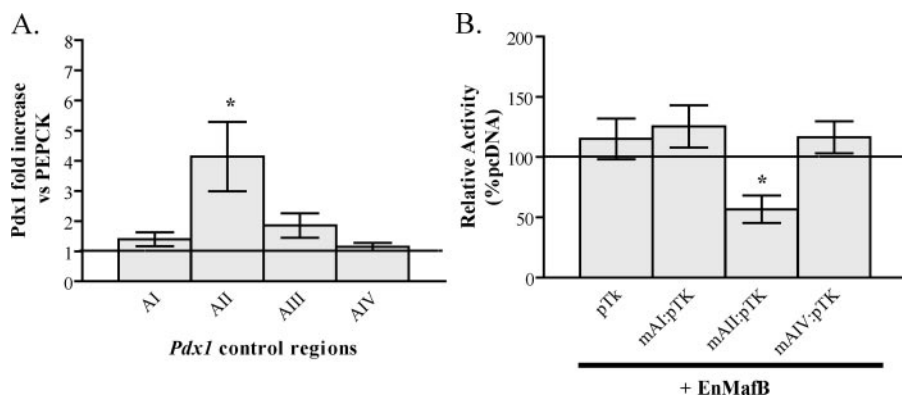 A.
Pdx1 fold increase
vs PEPCK
8
7
6
5
4
3
2
1
0
*
AI
AII
AIII
AIV
Pdx1 control regions
B.
Relative Activity
(%pcDNA)
200
150
100
50
0
*
pTk
mAI:pTK
mAII:pTK
mAIV:pTK
+ EnMafB